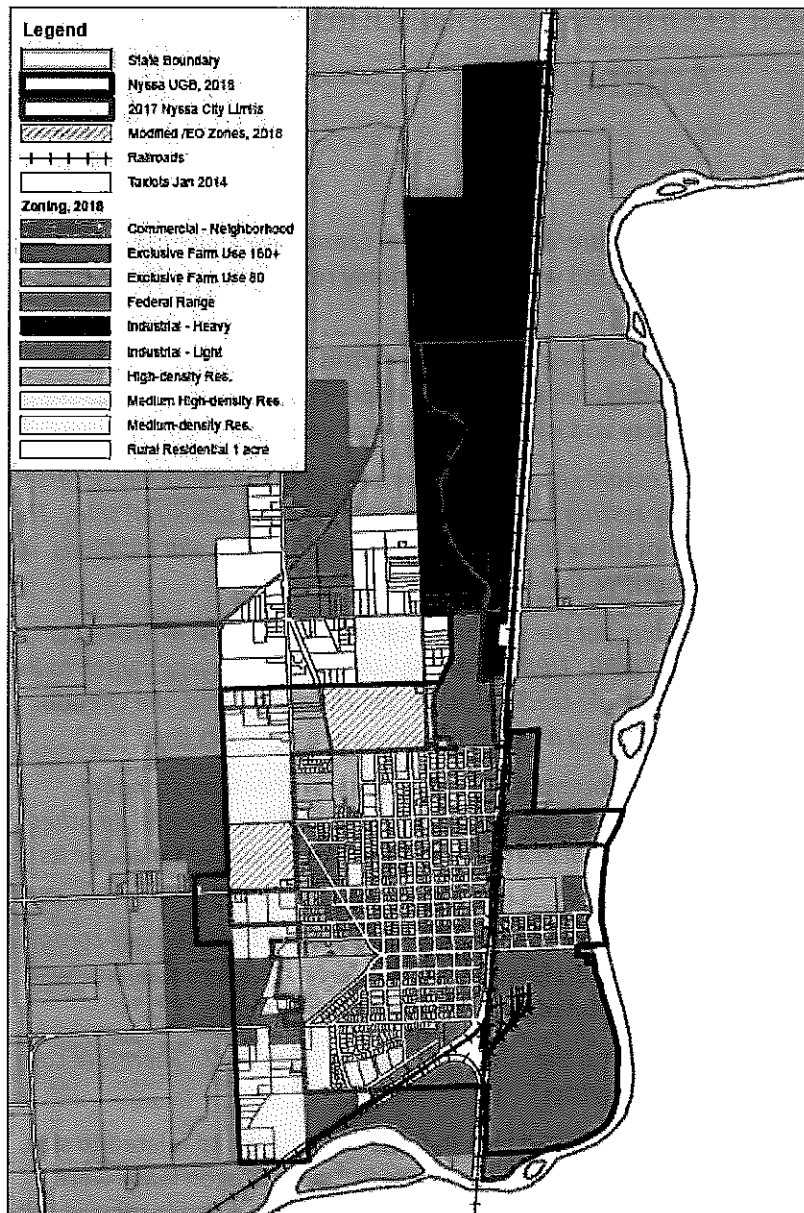 Legend
State Boundary
Nyssa UGB, 2018
2017 Nyssa City Limits
Modified /EO Zones, 2018
Railroads
Taxlots Jan 2014
Zoning, 2018
Commercial - Neighborhood
Exclusive Farm Use 160+
Exclusive Farm Use 80
Federal Range
Industrial - Heavy
Industrial - Light
High-density Res.
Medium High-density Res.
Medium-density Res.
Rural Residential 1 acre